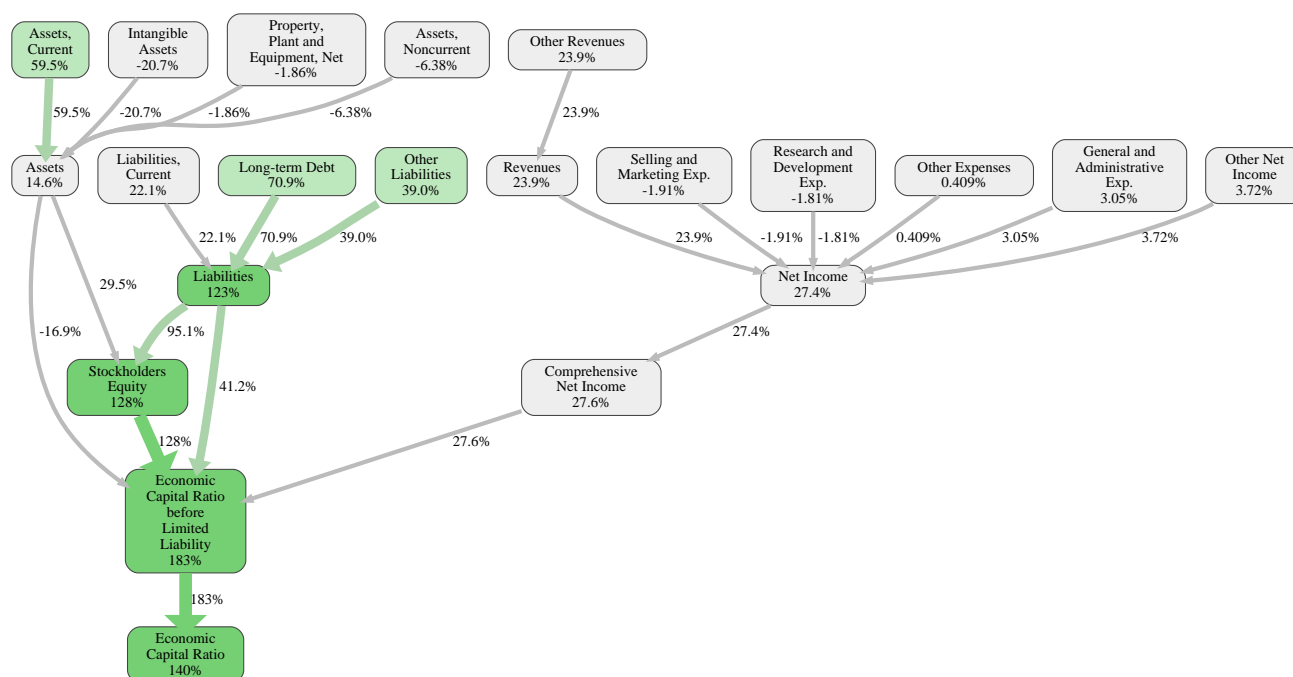 Assets,
Current
59.5%
Intangible
Assets
-20.7%
Property,
Plant and
Equipment, Net
-1.86%
Assets,
Noncurrent
-6.38%
Other Revenues
23.9%
59.5%
-20.7%
-1.86%
-6.38%
23.9%
Assets
14.6%
Liabilities,
Current
22.1%
Long-term Debt
70.9%
Other
Liabilities
39.0%
Revenues
23.9%
Selling and
Marketing Exp.
-1.91%
Research and
Development
Exp.
-1.81%
Other Expenses
0.409%
General and
Administrative
Exp.
3.05%
Other Net
Income
3.72%
22.1%
70.9%
39.0%
23.9%
-1.91%
-1.81%
0.409%
3.05%
3.72%
Liabilities
123%
Net Income
27.4%
29.5%
-16.9%
95.1%
41.2%
27.4%
Stockholders
Equity
128%
Comprehensive
Net Income
27.6%
128%
27.6%
Economic
Capital Ratio
before
Limited
Liability
183%
183%
Economic
Capital Ratio
140%